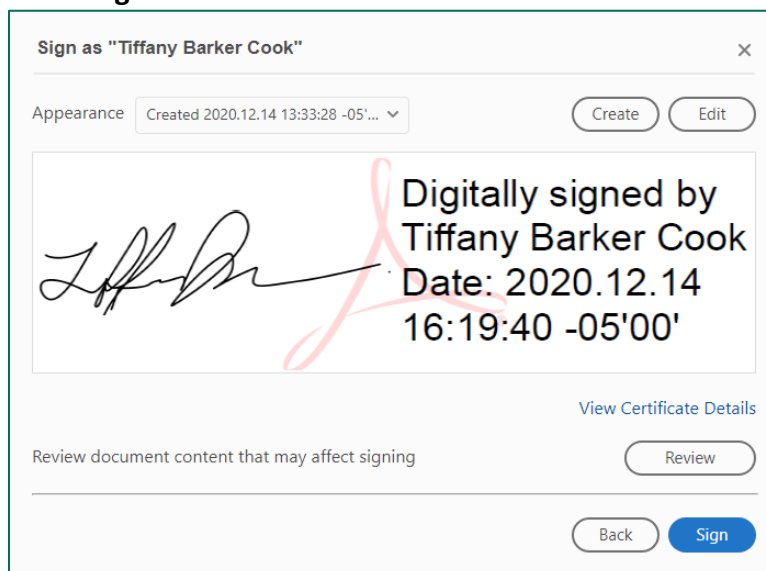 Sign as "Tiffany Barker Cook"
×
Appearance
Created 2020.12.14 13:33:28 -05'...
Create
Edit
Digitally signed by
Tiffany Barker Cook
Date: 2020.12.14
16:19:40 -05'00'
View Certificate Details
Review document content that may affect signing
Review
Back
Sign